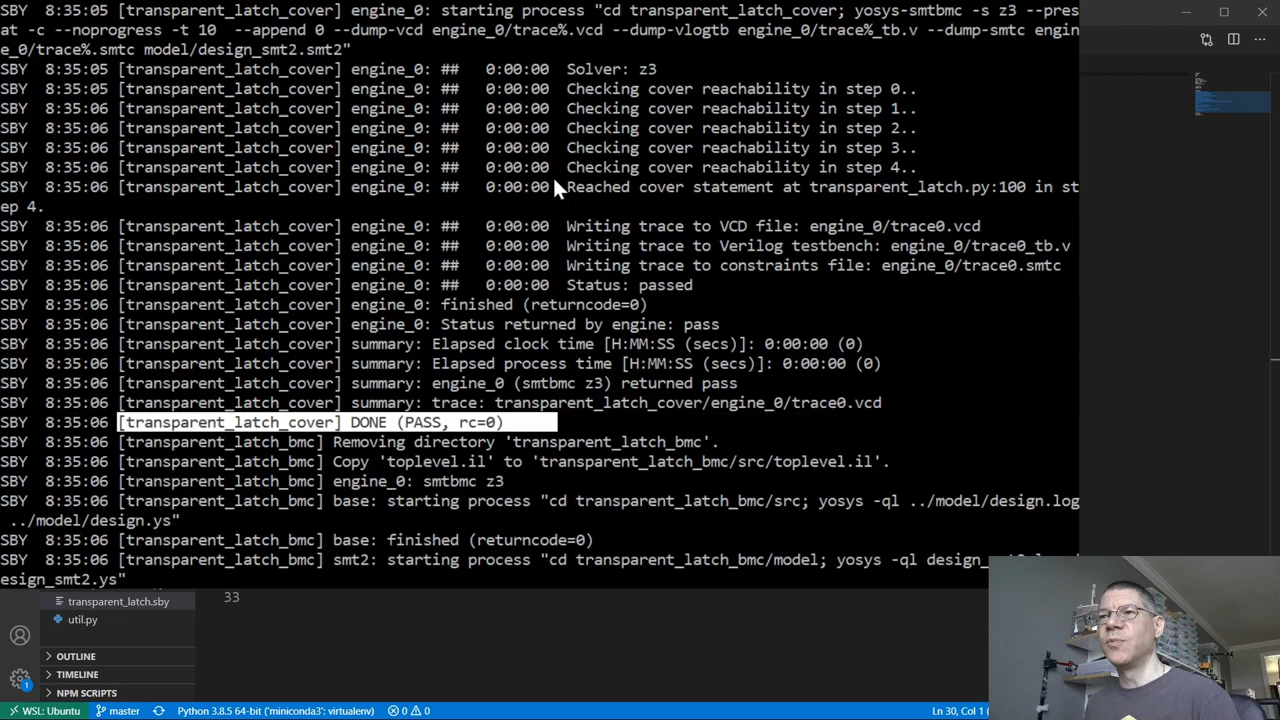 SBY 8:35:05 [transparent_latch_cover] engine_0: starting process "cd transparent_latch_cover; yosys-smtbmc -s z3 --pres
at -c --noprogress -t 10 --append 0 --dump-vcd engine_0/trace%.vcd --dump-vlogtb engine_0/trace%_tb.v --dump-smtc engin
e_0/trace%.smtc model/design_smt2.smt2"
SBY 8:35:05 [transparent_latch_cover] engine_0: ## 0:00:00 Solver: z3
SBY 8:35:05 [transparent_latch_cover] engine_0: ## 0:00:00 Checking cover reachability in step 0..
SBY 8:35:06 [transparent_latch_cover] engine_0: ## 0:00:00 Checking cover reachability in step 1..
SBY 8:35:06 [transparent_latch_cover] engine_0: ## 0:00:00 Checking cover reachability in step 2..
SBY 8:35:06 [transparent_latch_cover] engine_0: ## 0:00:00 Checking cover reachability in step 3..
SBY 8:35:06 [transparent_latch_cover] engine_0: ## 0:00:00 Checking cover reachability in step 4..
SBY 8:35:06 [transparent_latch_cover] engine_0: ## 0:00:00 Reached cover statement at transparent_latch.py:100 in st
ep 4.
SBY 8:35:06 [transparent_latch_cover] engine_0: ## 0:00:00 Writing trace to VCD file: engine_0/trace0.vcd
SBY 8:35:06 [transparent_latch_cover] engine_0: ## 0:00:00 Writing trace to Verilog testbench: engine_0/trace0_tb.v
SBY 8:35:06 [transparent_latch_cover] engine_0: ## 0:00:00 Writing trace to constraints file: engine_0/trace0.smtc
SBY 8:35:06 [transparent_latch_cover] engine_0: ## 0:00:00 Status: passed
SBY 8:35:06 [transparent_latch_cover] engine_0: finished (returncode=0)
SBY 8:35:06 [transparent_latch_cover] engine_0: Status returned by engine: pass
SBY 8:35:06 [transparent_latch_cover] summary: Elapsed clock time [H:MM:SS (secs)]: 0:00:00 (0)
SBY 8:35:06 [transparent_latch_cover] summary: Elapsed process time [H:MM:SS (secs)]: 0:00:00 (0)
SBY 8:35:06 [transparent_latch_cover] summary: engine_0 (smtbmc z3) returned pass
SBY 8:35:06 [transparent_latch_cover] summary: trace: transparent_latch_cover/engine_0/trace0.vcd
SBY 8:35:06 [transparent_latch_cover] DONE (PASS, rc=0)
SBY 8:35:06 [transparent_latch_bmc] Removing directory 'transparent_latch_bmc'.
SBY 8:35:06 [transparent_latch_bmc] Copy 'toplevel.il' to 'transparent_latch_bmc/src/toplevel.il'.
SBY 8:35:06 [transparent_latch_bmc] engine_0: smtbmc z3
SBY 8:35:06 [transparent_latch_bmc] base: starting process "cd transparent_latch_bmc/src; yosys -ql ../model/design.log
../model/design.ys"
SBY 8:35:06 [transparent_latch_bmc] base: finished (returncode=0)
SBY 8:35:06 [transparent_latch_bmc] smt2: starting process "cd transparent_latch_bmc/model; yosys -ql
esign_smt2.ys"
transparent_latch.sby
33
util.py
OUTLINE
TIMELINE
NPM SCRIPTS
1
WSL: Ubuntu master Python 3.8.5 64-bit ('miniconda3': virtualenv) 0 0 Ln 30, Col 1